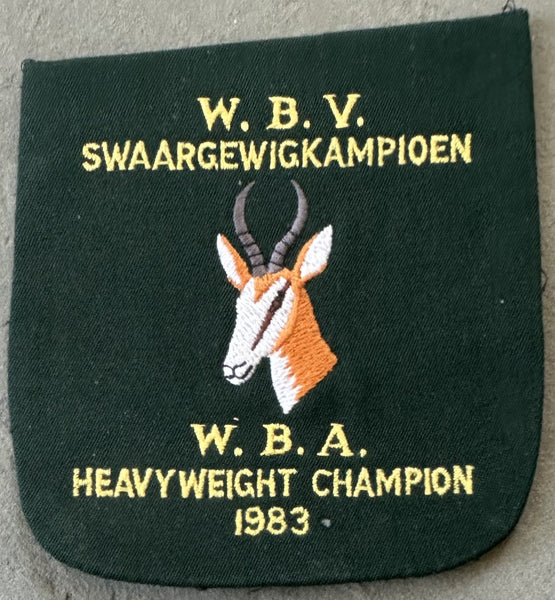 W. B. V.
SWAARGEWIGKAMPIOEN
W. B. A.
HEAVYWEIGHT CHAMPION
1983